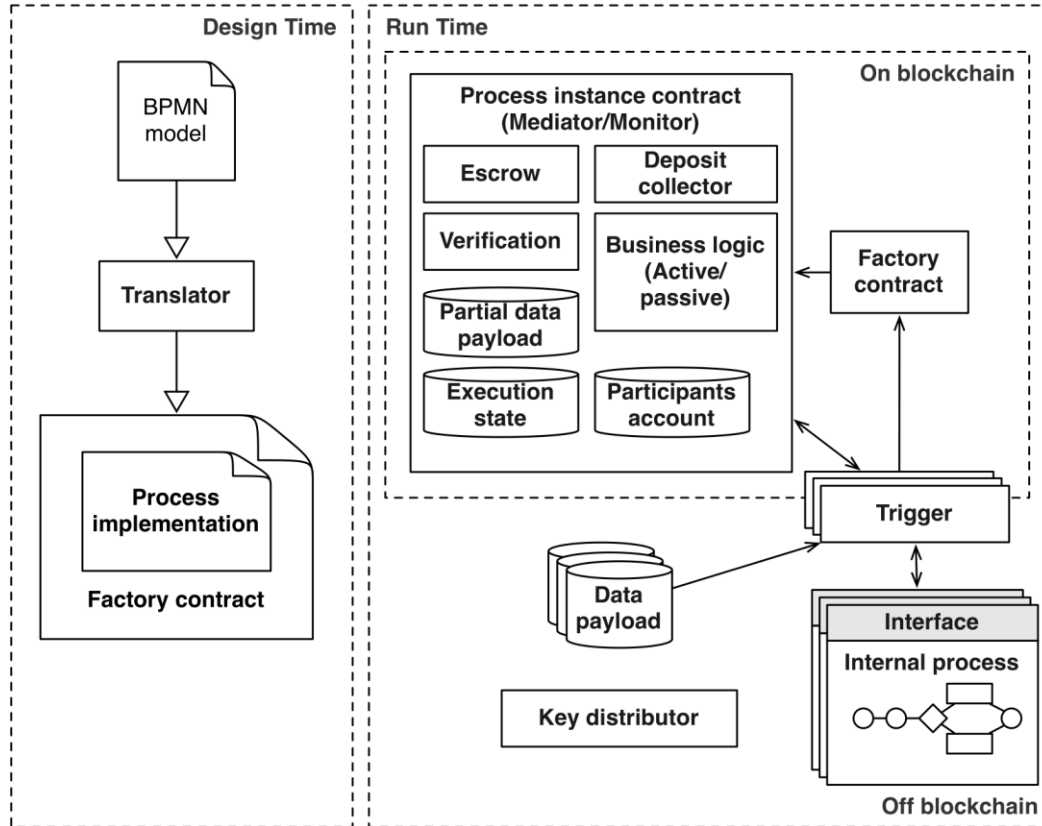 Design Time
BPMN
model
Translator
Process
implementation
Factory contract
Run Time
On blockchain
Process instance contract
(Mediator/Monitor)
Escrow
Deposit
collector
Verification
Business logic
(Active/
passive)
Partial data
payload
Execution
state
Participants
account
Factory
contract
Trigger
Data
payload
Interface
Internal process
Key distributor
Off blockchain